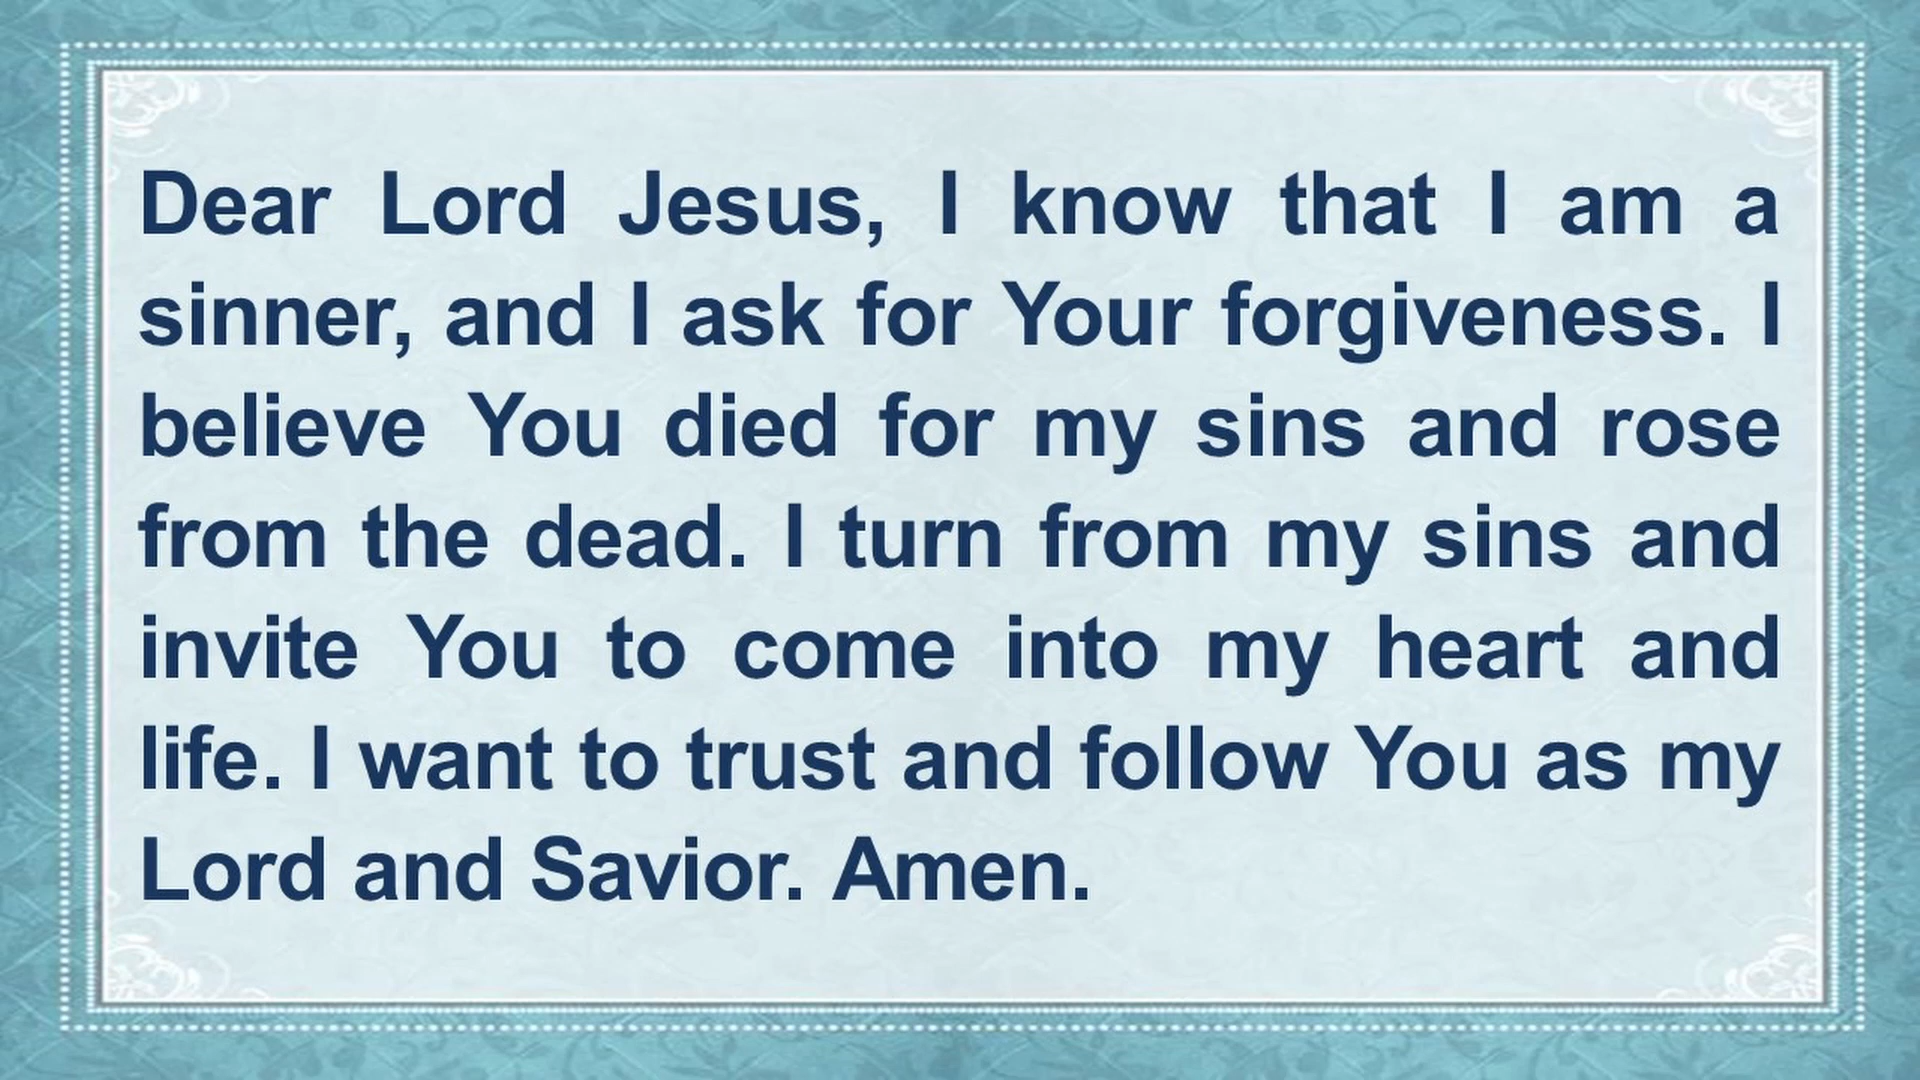 Dear Lord Jesus, I know that I am a
sinner, and I ask for Your forgiveness. I
believe You died for my sins and rose
from the dead. I turn from my sins and
invite You to come into my heart and
life. I want to trust and follow You as my
Lord and Savior. Amen.